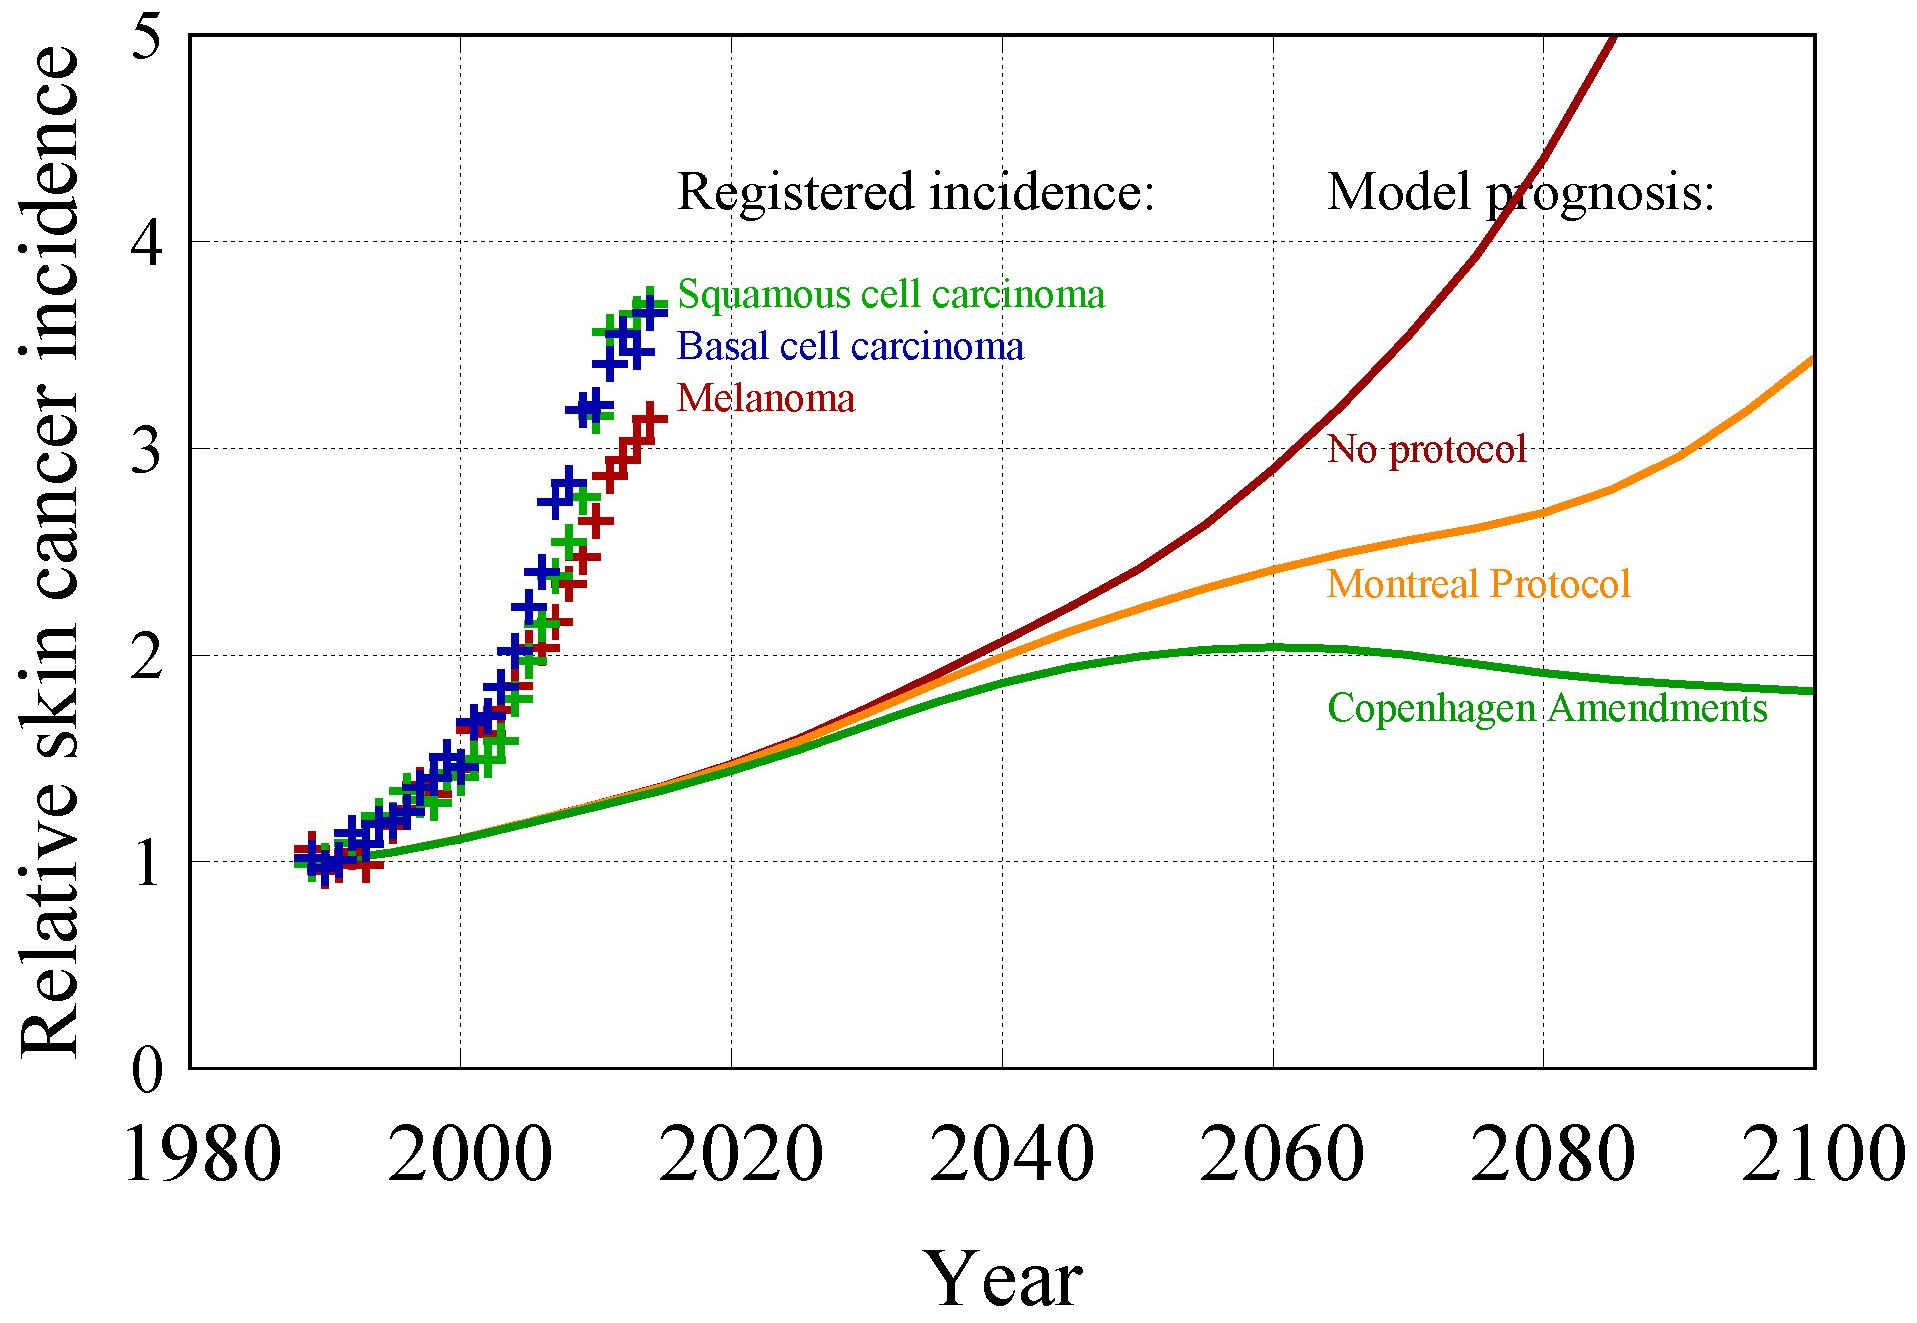 Relative skin cancer incidence
5
4
3
2
1
0
Registered incidence:
Squamous cell carcinoma
Basal cell carcinoma
Melanoma
Model prognosis:
No protocol
Montreal Protocol
Copenhagen Amendments
1980 2000 2020 2040 2060 2080 2100
Year